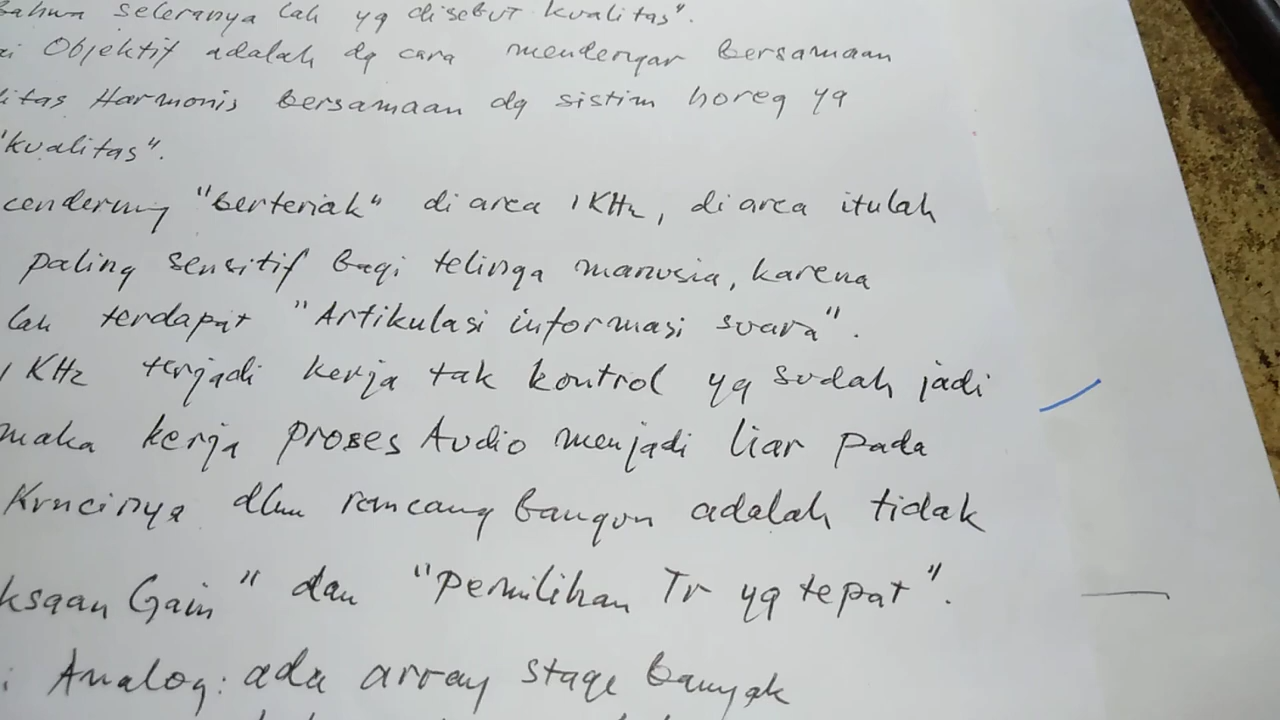 bahwa seleranya lah yg disebut kualitas".
Objektif adalah dg cara mendengar bersamaan
litas Harmonis bersamaan dg sistim horeg yg
"kualitas".
cenderung "berteriak" di area 1KHz, di area itulah
paling sensitif bagi telinga manusia, karena
lah terdapat "Artikulasi informasi suara".
1 KHz terjadi kerja tak kontrol yg sudah jadi
maka kerja proses Audio menjadi liar pada
Kuncinya dlm rancang bangun adalah tidak
ksaan Gain" dan "Pemilihan Tr yg tepat".
: Analog: ada array stage banyak